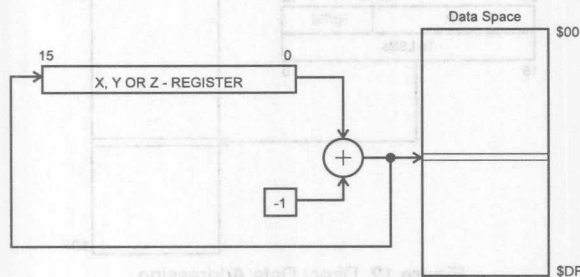 Data Space
$00
15 0
X, Y OR Z - REGISTER
+
-1
$DF